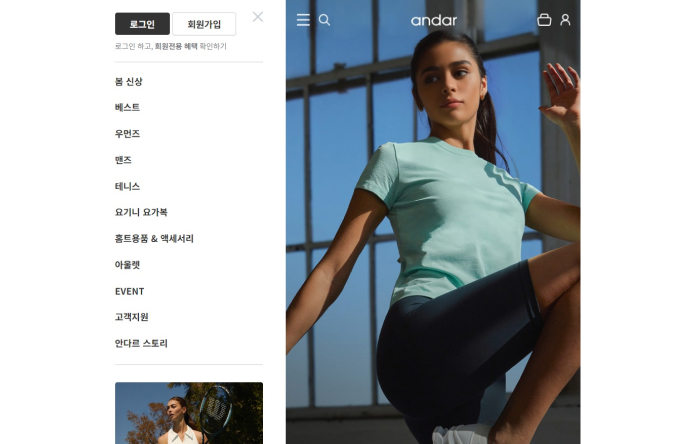 로그인
회원가입
로그인 하고, 회원전용 혜택 확인하기
봄 신상
베스트
우먼즈
맨즈
테니스
요기니 요가복
홈트용품 & 액세서리
아울렛
EVENT
고객지원
안다르 스토리
andar